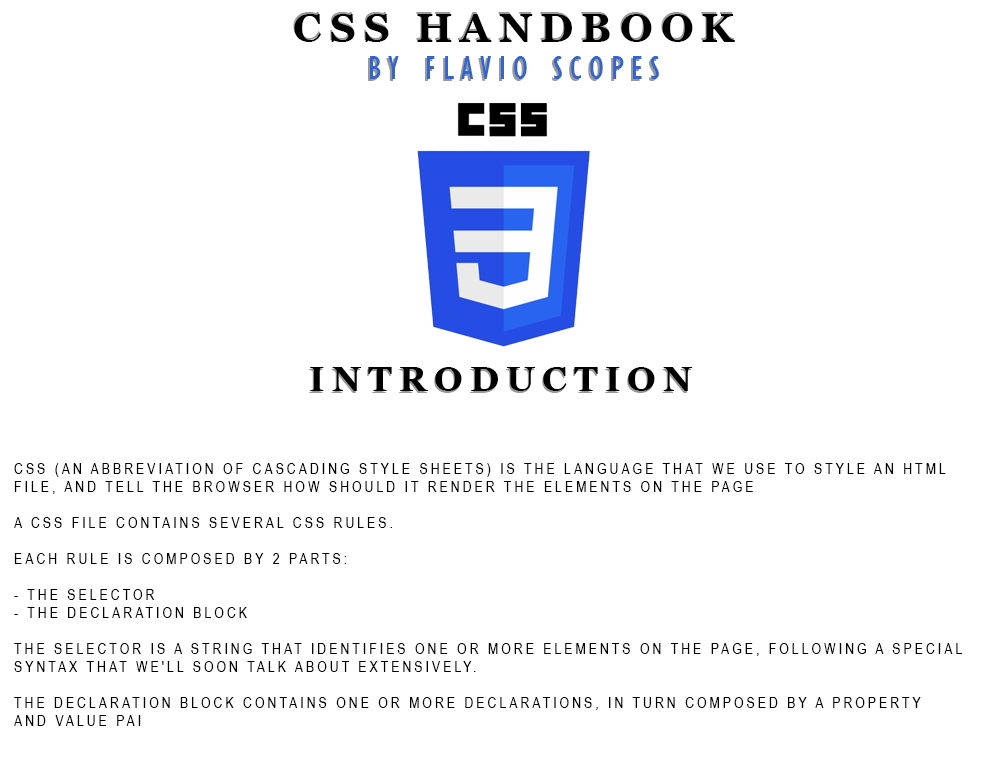 CSS HANDBOOK
BY FLAVIO SCOPES
CSS
3
INTRODUCTION
CSS (AN ABBREVIATION OF CASCADING STYLE SHEETS) IS THE LANGUAGE THAT WE USE TO STYLE AN HTML
FILE, AND TELL THE BROWSER HOW SHOULD IT RENDER THE ELEMENTS ON THE PAGE
A CSS FILE CONTAINS SEVERAL CSS RULES.
EACH RULE IS COMPOSED BY 2 PARTS:
- THE SELECTOR
- THE DECLARATION BLOCK
THE SELECTOR IS A STRING THAT IDENTIFIES ONE OR MORE ELEMENTS ON THE PAGE, FOLLOWING A SPECIAL
SYNTAX THAT WE'LL SOON TALK ABOUT EXTENSIVELY.
THE DECLARATION BLOCK CONTAINS ONE OR MORE DECLARATIONS, IN TURN COMPOSED BY A PROPERTY
AND VALUE PAI